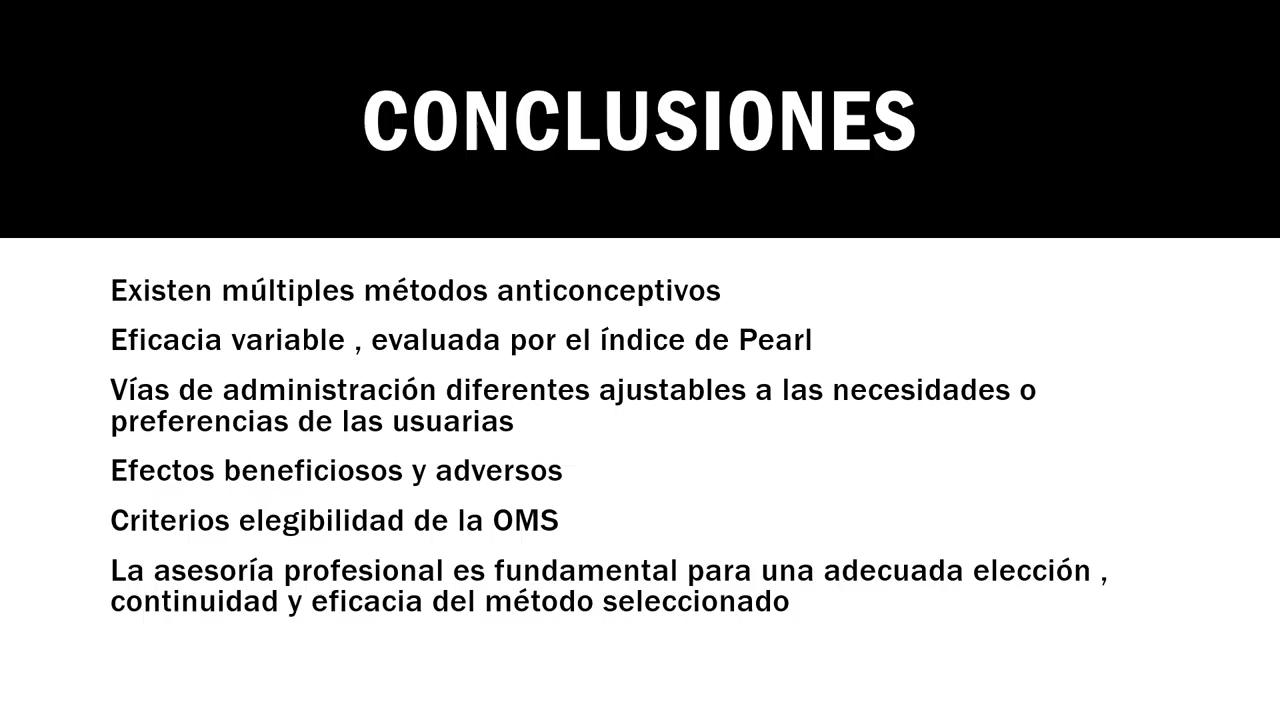 CONCLUSIONES
Existen múltiples métodos anticonceptivos
Eficacia variable , evaluada por el índice de Pearl
Vías de administración diferentes ajustables a las necesidades o
preferencias de las usuarias
Efectos beneficiosos y adversos
Criterios elegibilidad de la OMS
La asesoría profesional es fundamental para una adecuada elección ,
continuidad y eficacia del método seleccionado